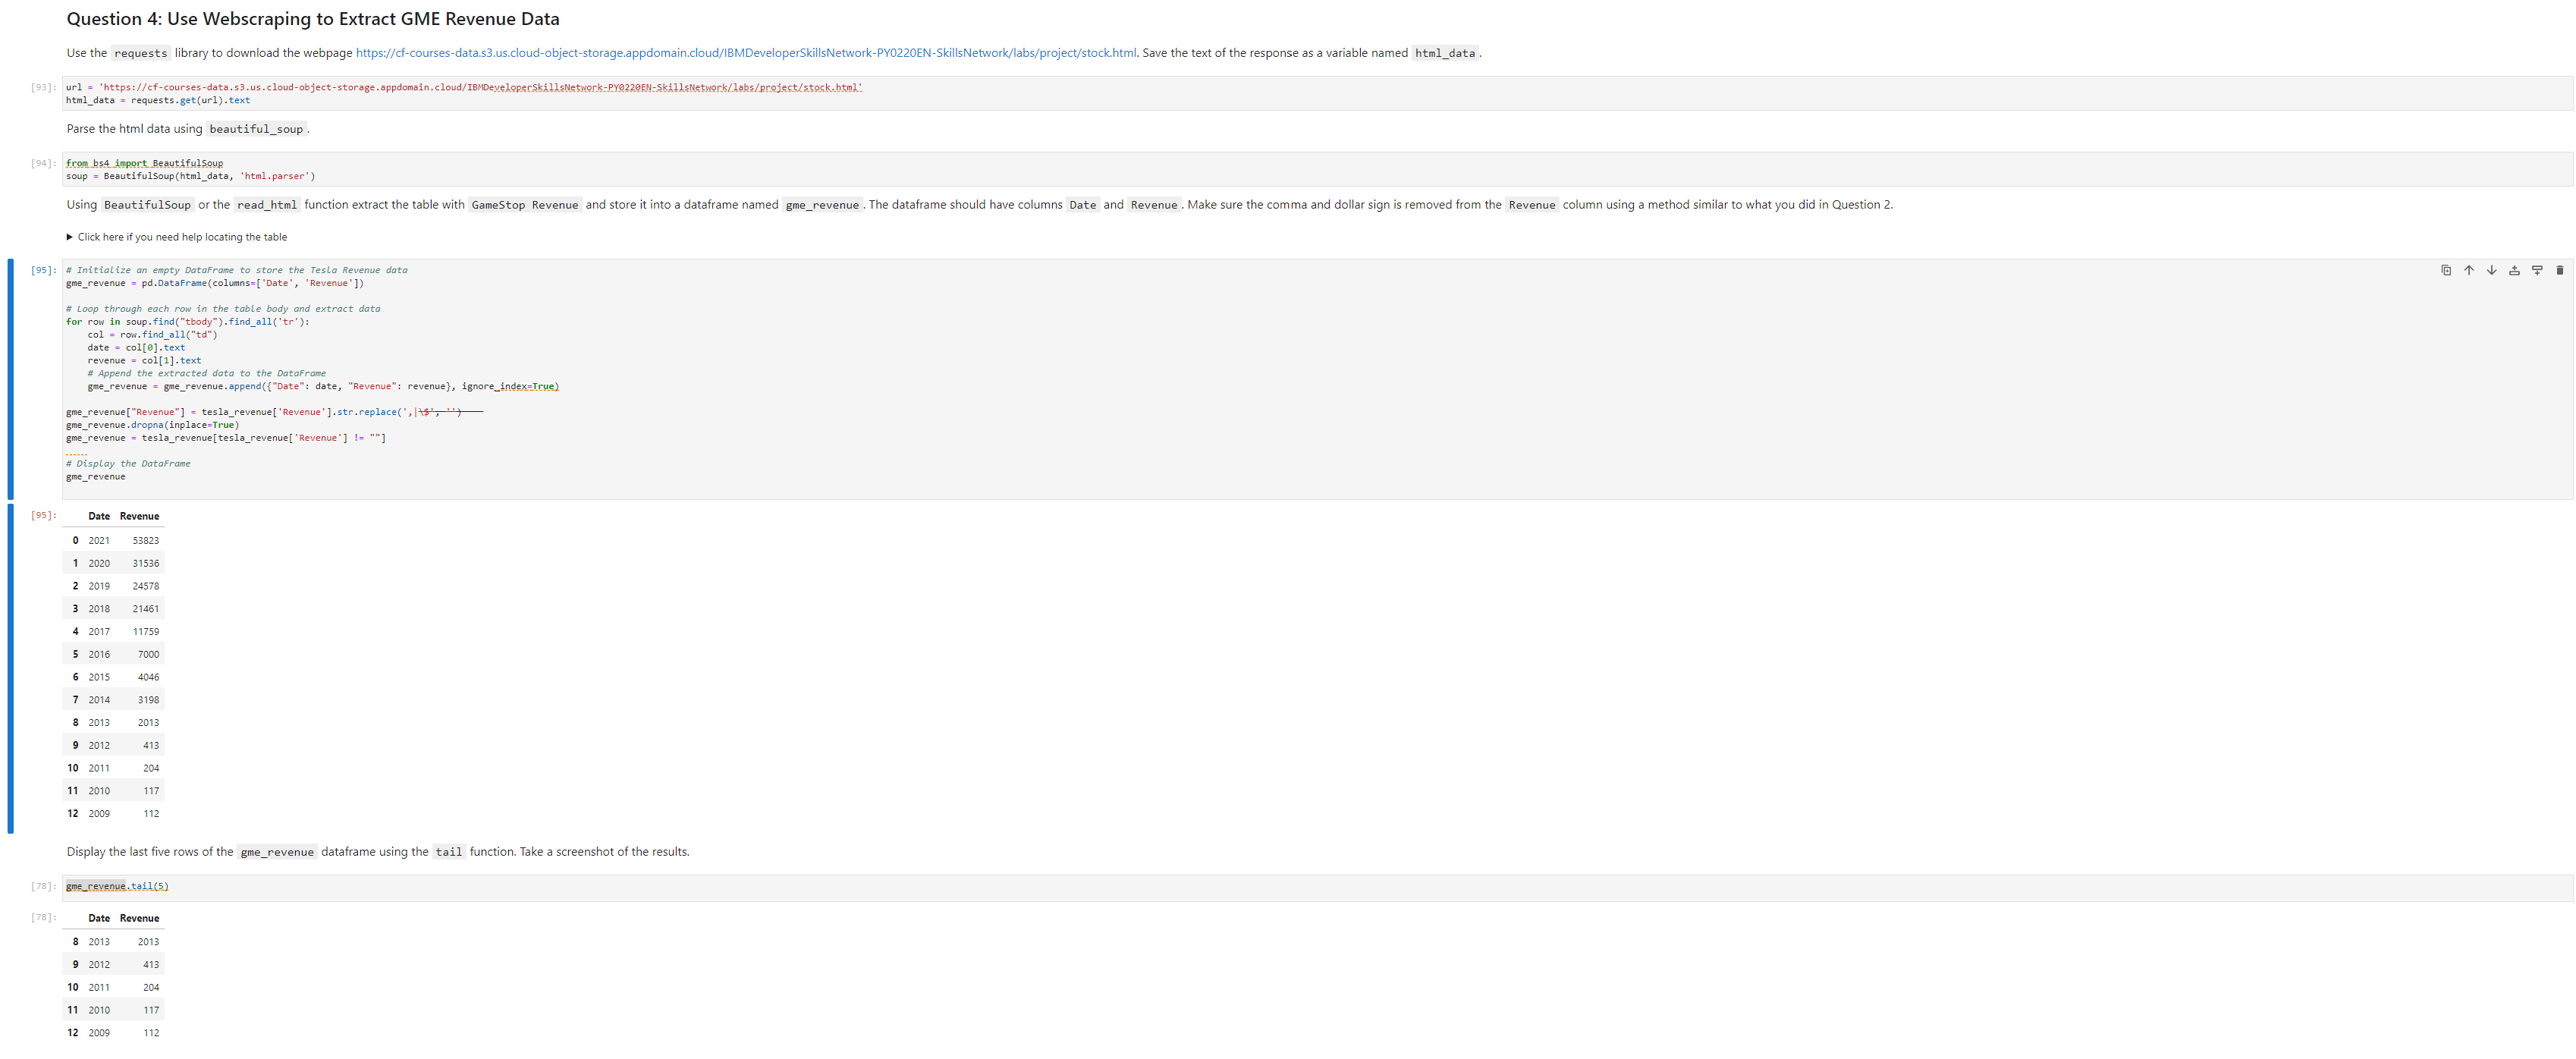 Question 4: Use Webscraping to Extract GME Revenue Data
Use the requests library to download the webpage https://cf-courses-data.s3.us.cloud-object-storage.appdomain.cloud/IBMDeveloperSkillsNetwork-PY0220EN-SkillsNetwork/labs/project/stock.html. Save the text of the response as a variable named html_data.
[93]: url = 'https://cf-courses-data.s3.us.cloud-object-storage.appdomain.cloud/IBMDeveloperSkillsNetwork-PY0220EN-SkillsNetwork/labs/project/stock.html'
html_data = requests.get(url).text
Parse the html data using beautiful_soup.
[94]: from bs4 import BeautifulSoup
soup = BeautifulSoup(html_data, 'html.parser')
Using BeautifulSoup or the read_html function extract the table with GameStop Revenue and store it into a dataframe named gme_revenue. The dataframe should have columns Date and Revenue. Make sure the comma and dollar sign is removed from the Revenue column using a method similar to what you did in Question 2.
Click here if you need help locating the table
[95]: # Initialize an empty DataFrame to store the Tesla Revenue data
gme_revenue = pd.DataFrame(columns=['Date', 'Revenue'])
# Loop through each row in the table body and extract data
for row in soup.find("tbody").find_all('tr'):
col = row.find_all("td")
date = col[0].text
revenue = col[1].text
# Append the extracted data to the DataFrame
gme_revenue = gme_revenue.append({"Date": date, "Revenue": revenue}, ignore_index=True)
gme_revenue["Revenue"] = tesla_revenue['Revenue'].str.replace(',|\$', '')
gme_revenue.dropna(inplace=True)
gme_revenue = tesla_revenue[tesla_revenue['Revenue'] != ""]
# Display the DataFrame
gme_revenue
[95]: Date Revenue
0 2021 53823
1 2020 31536
2 2019 24578
3 2018 21461
4 2017 11759
5 2016 7000
6 2015 4046
7 2014 3198
8 2013 2013
9 2012 413
10 2011 204
11 2010 117
12 2009 112
Display the last five rows of the gme_revenue dataframe using the tail function. Take a screenshot of the results.
[78]: gme_revenue.tail(5)
[78]: Date Revenue
8 2013 2013
9 2012 413
10 2011 204
11 2010 117
12 2009 112